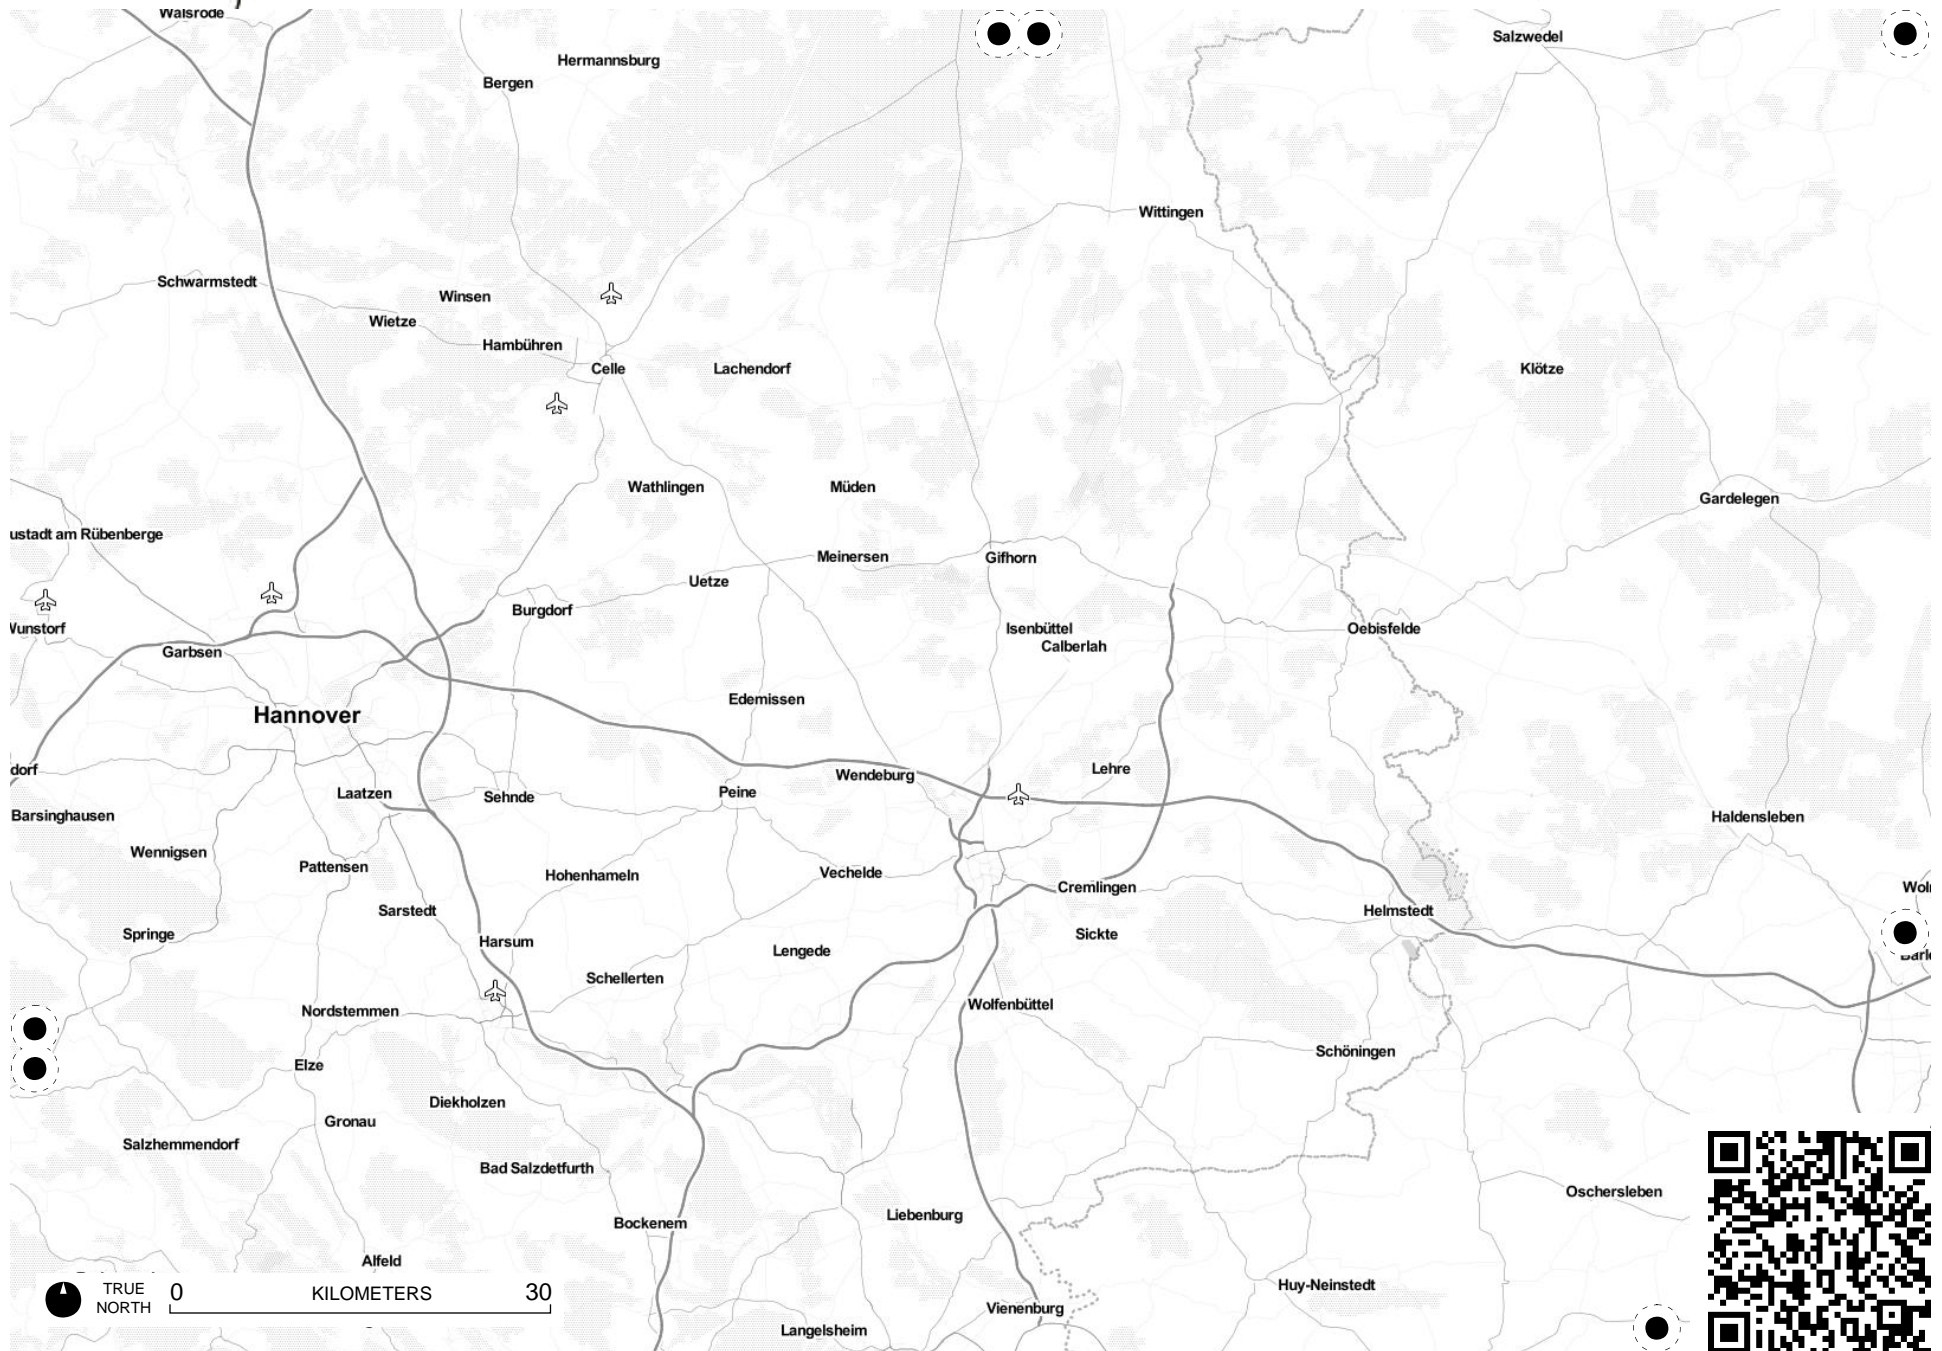 Walsrode
Salzwedel
Hermannsburg
Bergen
Wittingen
Schwarmstedt
Winsen
Wietze
Hambühren
Celle
Lachendorf
Klötze
Wathlingen
Müden
Gardelegen
ustadt am Rübenberge
Meinersen
Gifhorn
Uetze
Burgdorf
Wunstorf
Isenbüttel
Oebisfelde
Calberlah
Garbsen
Edemissen
Hannover
dorf
Lehre
Wendeburg
Laatzen
Sehnde
Peine
Barsinghausen
Haldensleben
Wennigsen
Pattensen
Hohenhameln
Vechelde
Cremlingen
Wol
Sarstedt
Helmstedt
Springe
Sickte
Harsum
Lengede
Barl
Schellerten
Nordstemmen
Wolfenbüttel
Schöningen
Elze
Diekholzen
Gronau
Salzhemmendorf
Bad Salzdetfurth
Oschersleben
Liebenburg
Bockenem
Alfeld
Huy-Neinstedt
TRUE
NORTH
0 KILOMETERS 30
Vienenburg
Langelsheim